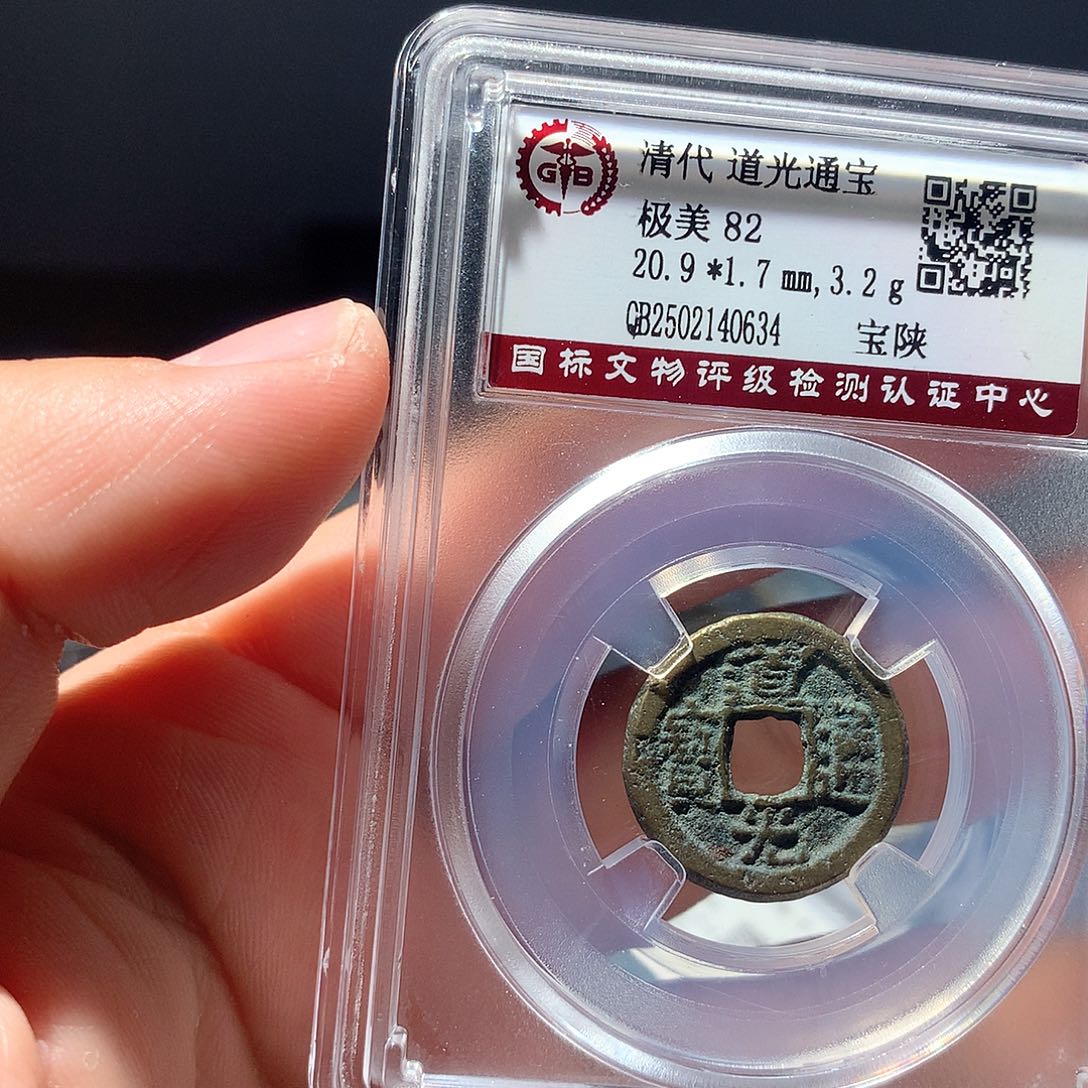 GB
清代 道光通宝
极美 82
20.9*1.7mm,3.2g
GB2502140634 宝陕
国标文物评级检测认证中心
道
寶 通
光